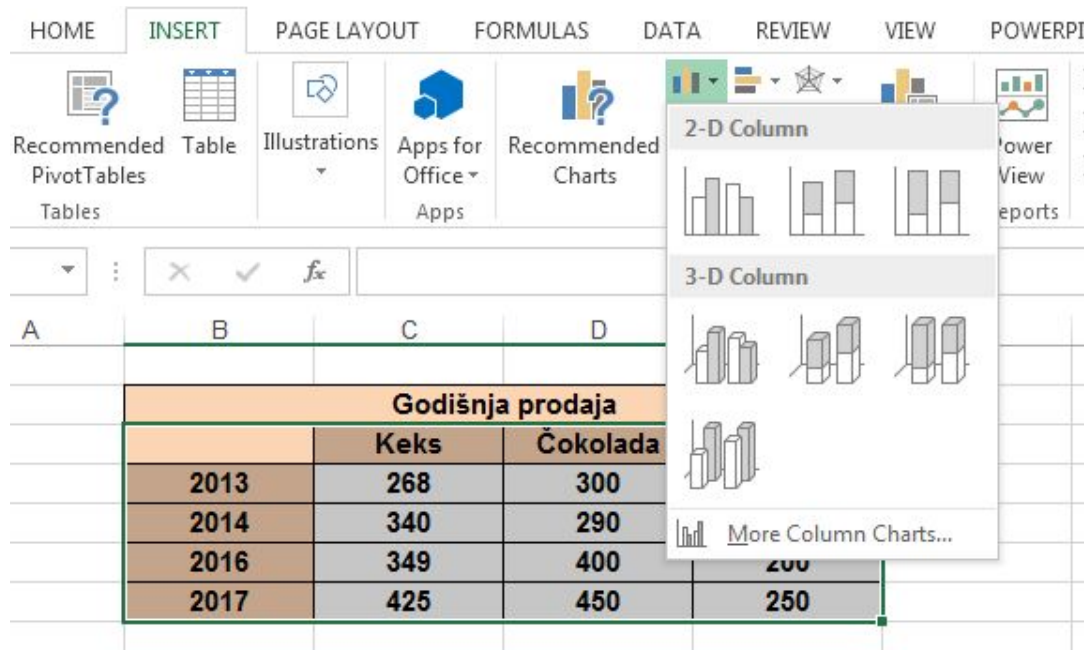 HOME INSERT PAGE LAYOUT FORMULAS DATA REVIEW VIEW
Recommended PivotTables
Table
Illustrations
Apps for Office
Recommended Charts
View
Tables
Apps
2-D Column
3-D Column
More Column Charts...
fx
A B C D
Godišnja prodaja
Keks Čokolada
2013 268 300
2014 340 290
2016 349 400 200
2017 425 450 250